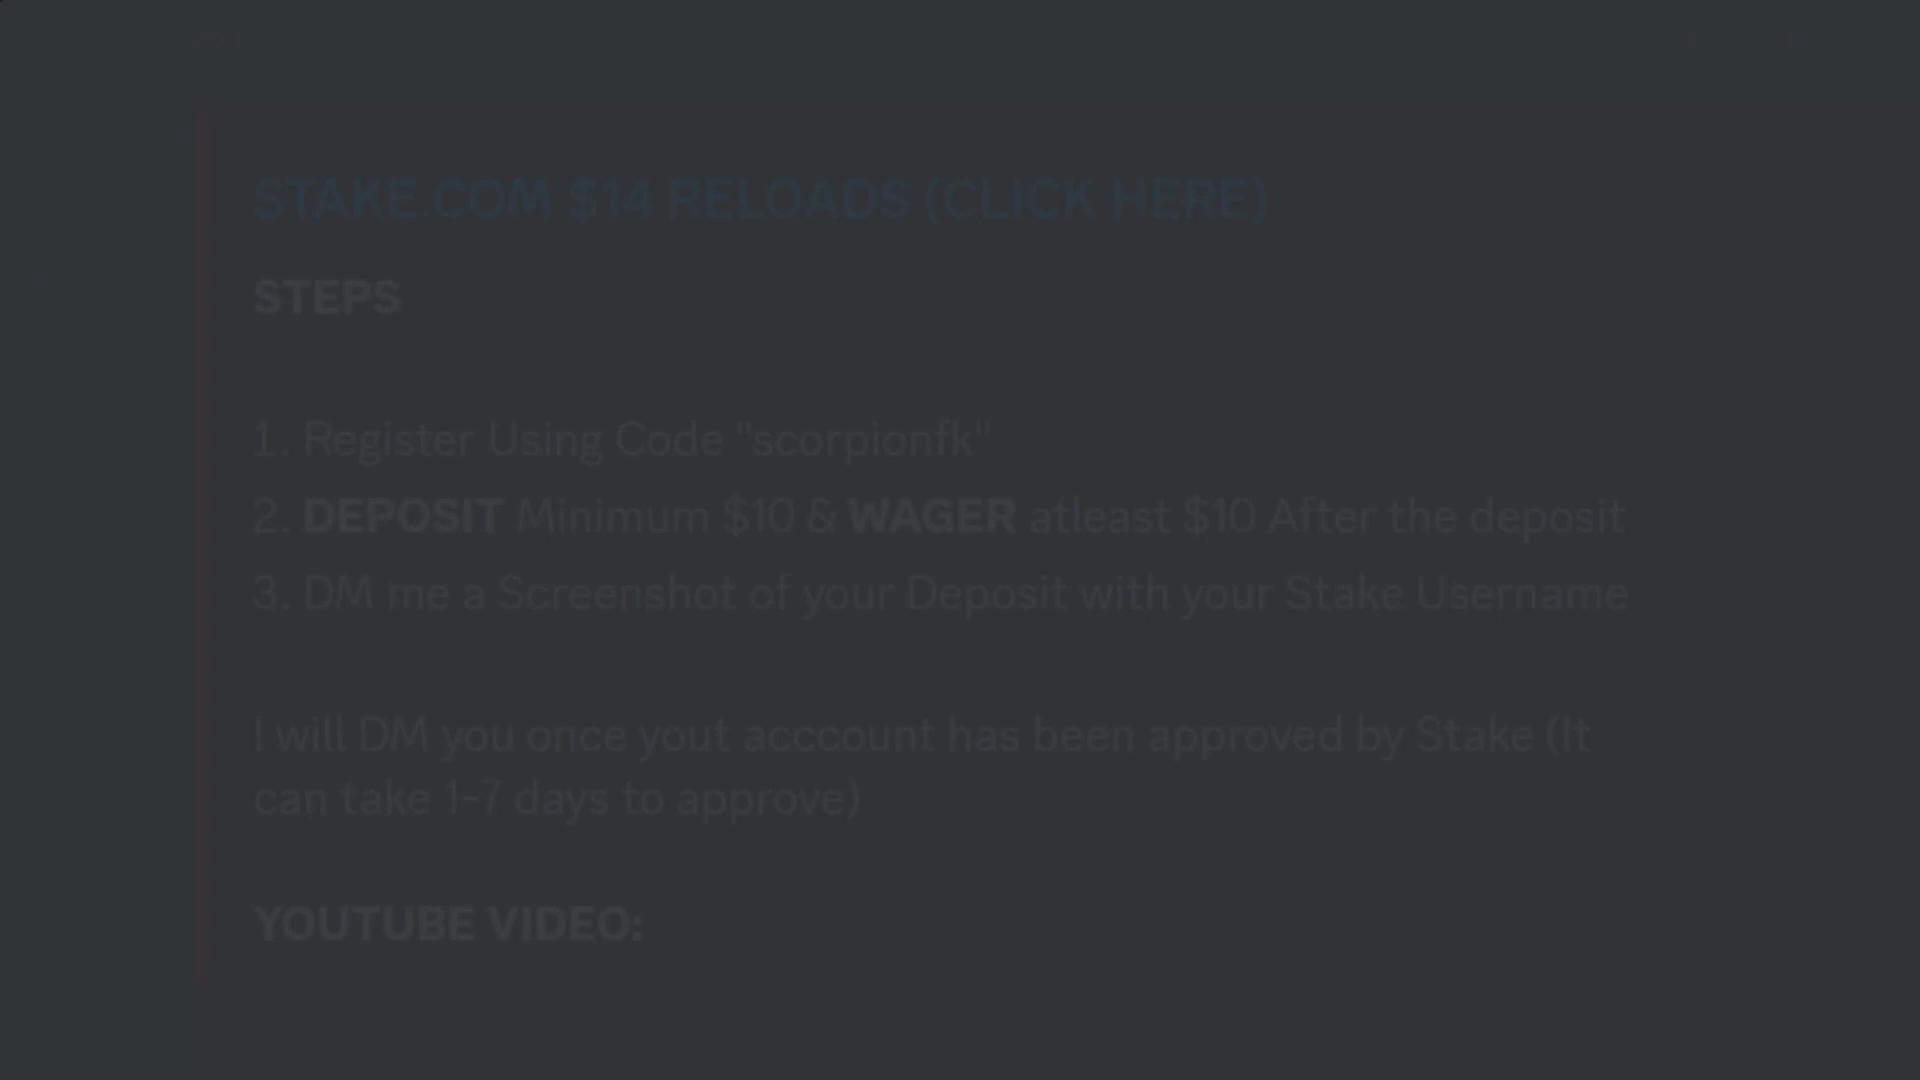 STAKE.COM $14 RELOADS (CLICK HERE)
STEPS
1. Register Using Code "scorpionfk"
2. DEPOSIT Minimum $10 & WAGER atleast $10 After the deposit
3. DM me a Screenshot of your Deposit with your Stake Username
I will DM you once yout acccount has been approved by Stake (It
can take 1-7 days to approve)
YOUTUBE VIDEO: